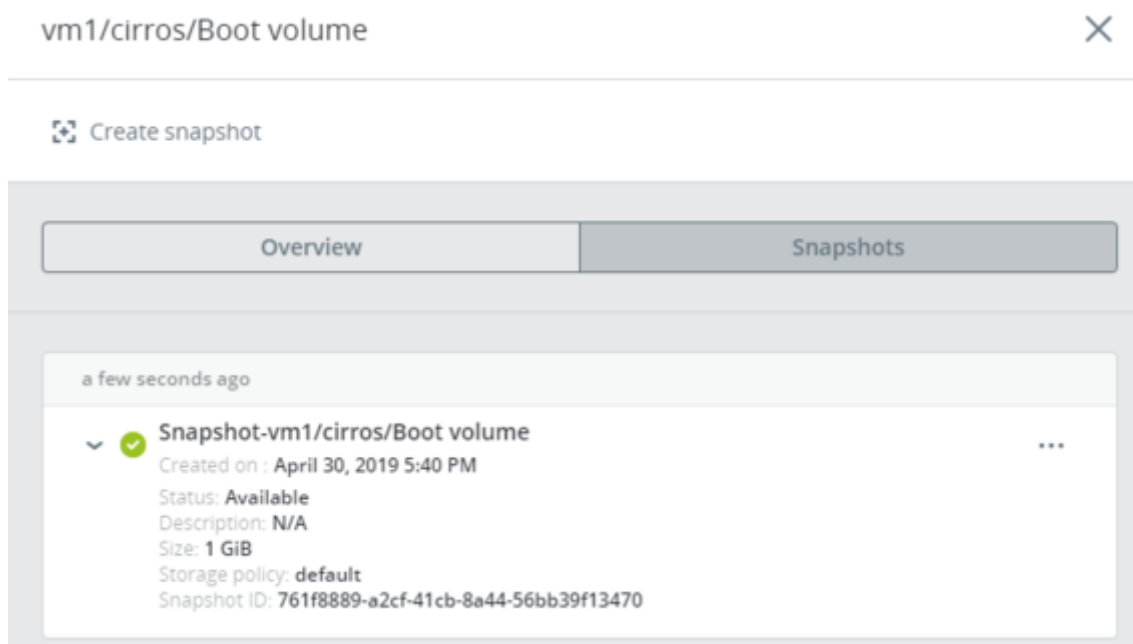 vm1/cirros/Boot volume
Create snapshot
Overview
Snapshots
a few seconds ago
Snapshot-vm1/cirros/Boot volume
Created on : April 30, 2019 5:40 PM
Status: Available
Description: N/A
Size: 1 GiB
Storage policy: default
Snapshot ID: 761f8889-a2cf-41cb-8a44-56bb39f13470